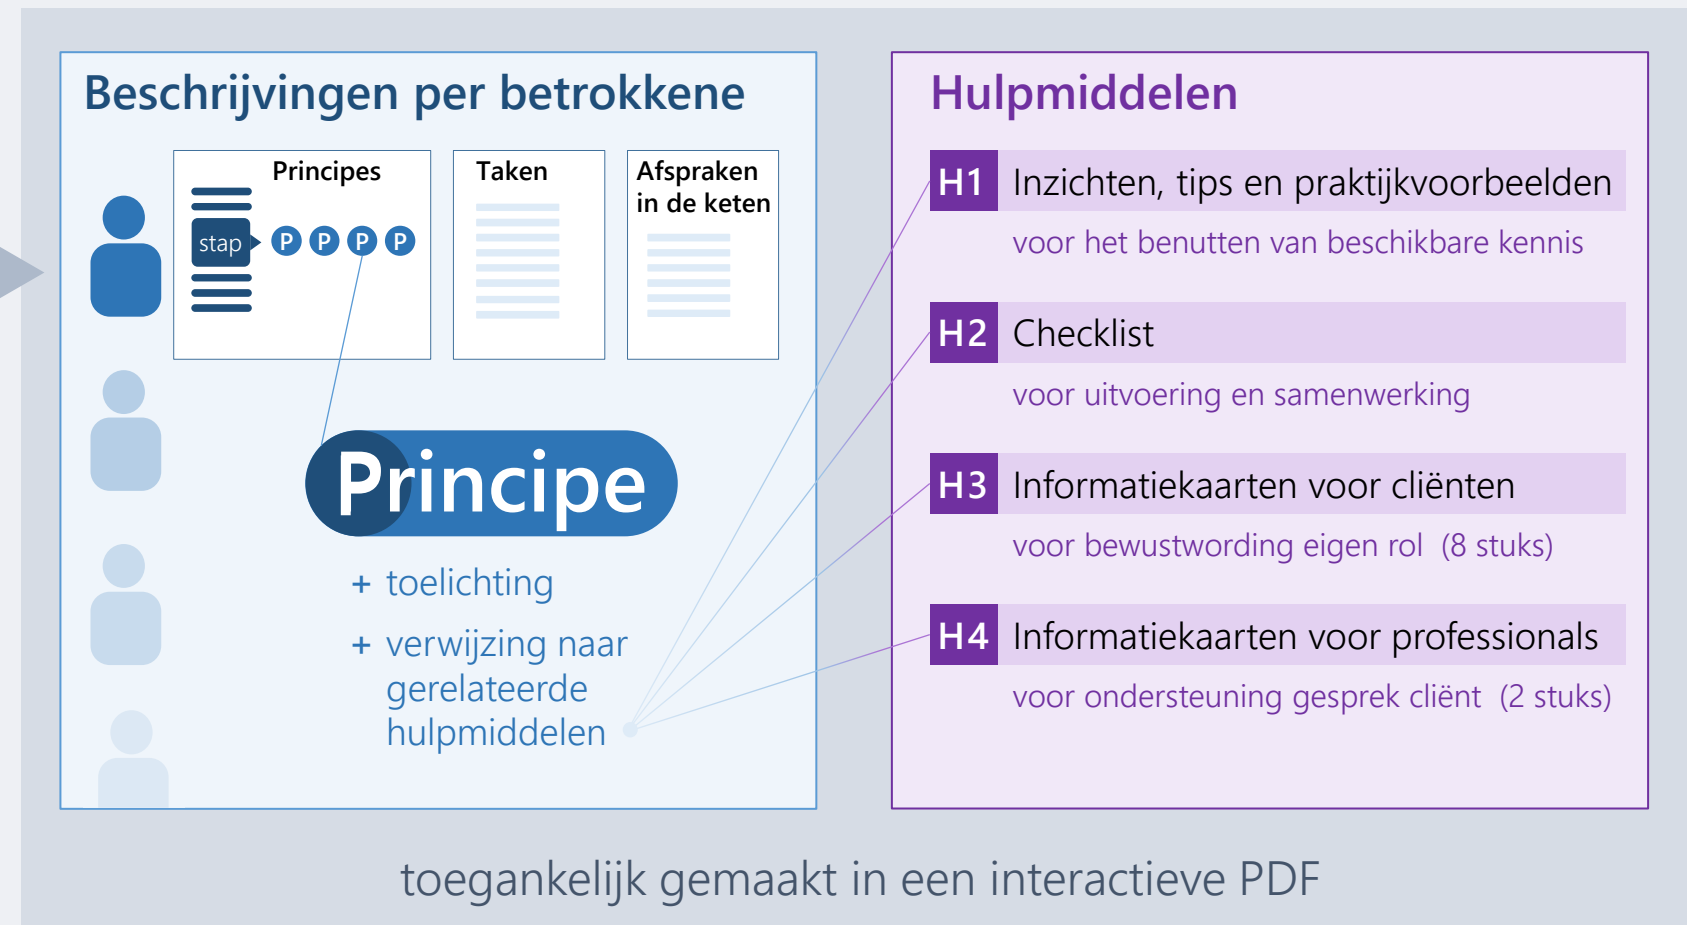 Beschrijvingen per betrokkene
Principes
stap
P P P P
Taken
Afspraken
in de keten
Principe
+ toelichting
+ verwijzing naar
gerelateerde
hulpmiddelen
Hulpmiddelen
H1 Inzichten, tips en praktijkvoorbeelden
voor het benutten van beschikbare kennis
H2 Checklist
voor uitvoering en samenwerking
H3 Informatiekaarten voor cliënten
voor bewustwording eigen rol (8 stuks)
H4 Informatiekaarten voor professionals
voor ondersteuning gesprek cliënt (2 stuks)
toegankelijk gemaakt in een interactieve PDF